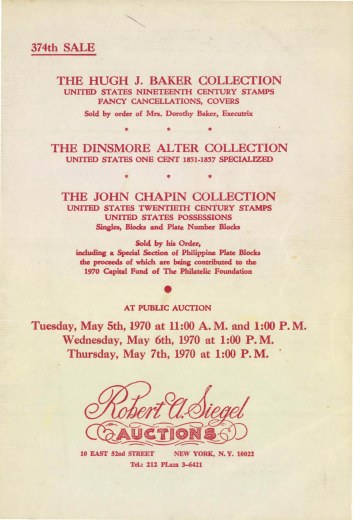 374th SALE
THE HUGH J. BAKER COLLECTION
UNITED STATES NINETEENTH CENTURY STAMPS
FANCY CANCELLATIONS, COVERS
Sold by order of Mrs. Dorothy Baker, Executrix
* * *
THE DINSMORE ALTER COLLECTION
UNITED STATES ONE CENT 1851-1857 SPECIALIZED
* * *
THE JOHN CHAPIN COLLECTION
UNITED STATES TWENTIETH CENTURY STAMPS
UNITED STATES POSSESSIONS
Singles, Blocks and Plate Number Blocks
Sold by his Order,
including a Special Section of Philippine Plate Blocks
the proceeds of which are being contributed to the
1970 Capital Fund of The Philatelic Foundation
AT PUBLIC AUCTION
Tuesday, May 5th, 1970 at 11:00 A. M. and 1:00 P. M.
Wednesday, May 6th, 1970 at 1:00 P. M.
Thursday, May 7th, 1970 at 1:00 P. M.
Robert A. Siegel
AUCTIONS
10 EAST 52nd STREET NEW YORK, N. Y. 10022
Tel.: 212 PLaza 3-6421